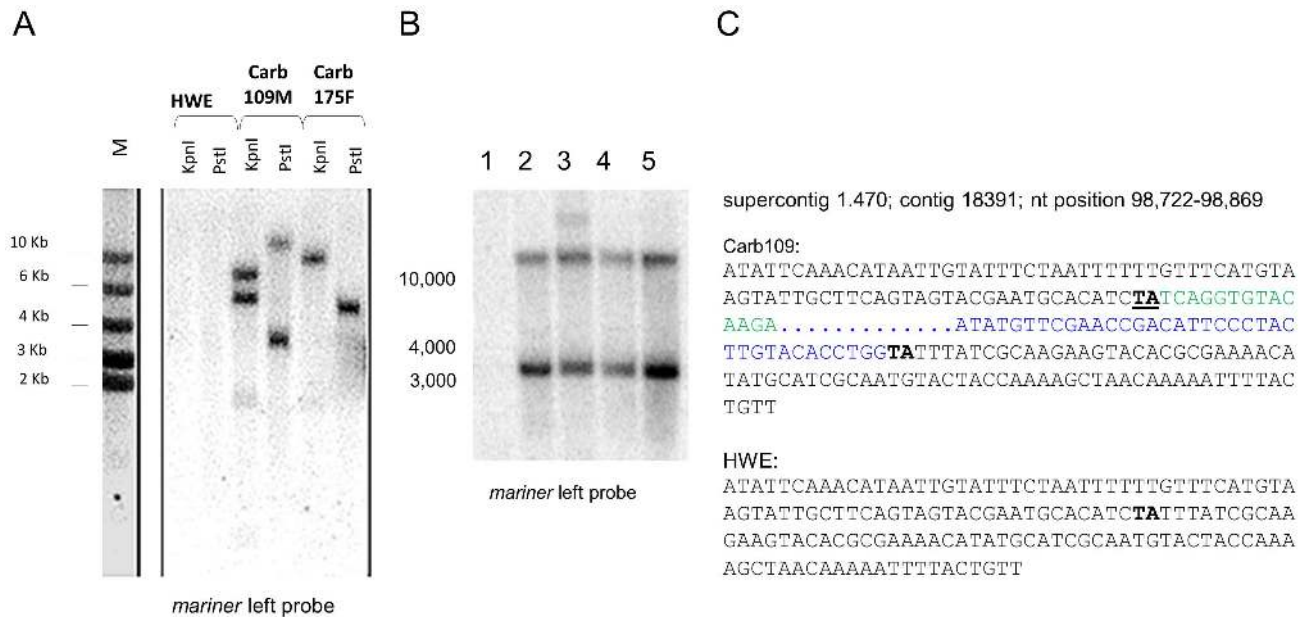 A
HWE
Carb
109M
Carb
175F
M
KpnI
PstI
KpnI
PstI
KpnI
PstI
10 Kb
6 Kb
4 Kb
3 Kb
2 Kb
mariner left probe
B
1 2 3 4 5
10,000
4,000
3,000
mariner left probe
C
supercontig 1.470; contig 18391; nt position 98,722-98,869
Carb109:
ATATTCAAACATAATTGTATTTCTAATTTTTTGTTTCATGTA
AGTATTGCTTCAGTAGTACGAATGCACATCTATCAGGTGTAC
AAGA.............ATATGTTCGAACCGACATTCCCTAC
TTGTACACCTGGTATTTATCGCAAGAAGTACACGCGAAAACA
TATGCATCGCAATGTACTACCAAAAGCTAACAAAAATTTTAC
TGTT
HWE:
ATATTCAAACATAATTGTATTTCTAATTTTTTGTTTCATGTA
AGTATTGCTTCAGTAGTACGAATGCACATCTATTTATCGCAA
GAAGTACACGCGAAAACATATGCATCGCAATGTACTACCAAA
AGCTAACAAAAATTTTACTGTT